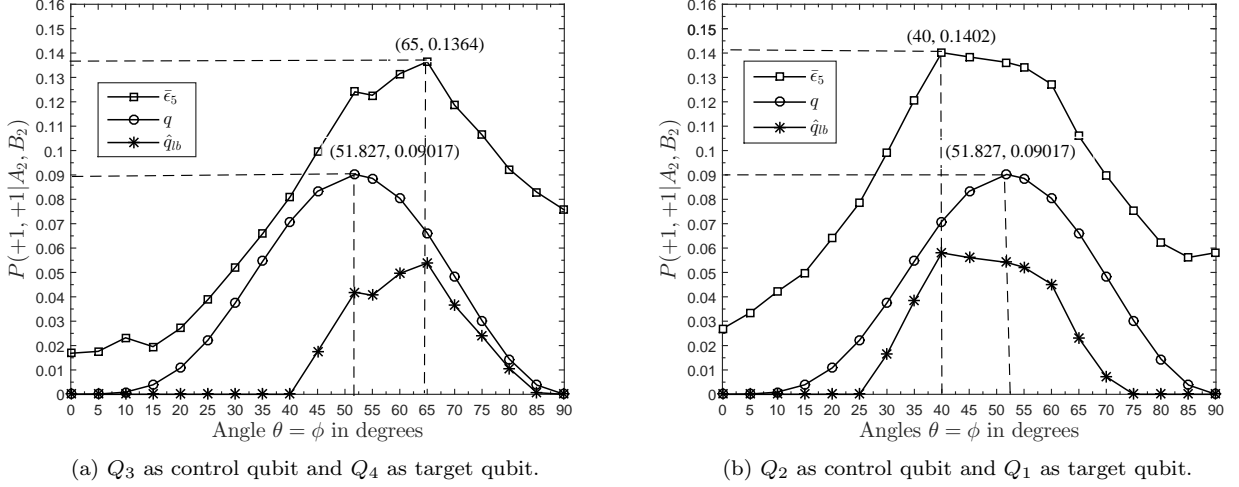 0.16
0.15
0.14
0.13
0.12
0.11
0.1
0.09
0.08
0.07
0.06
0.05
0.04
0.03
0.02
0.01
0
P(+1, +1|A₂, B₂)
(65, 0.1364)
(51.827, 0.09017)
ε̄₅
q
q̂_lb
0 5 10 15 20 25 30 35 40 45 50 55 60 65 70 75 80 85 90
Angle θ = φ in degrees
(a) Q₃ as control qubit and Q₄ as target qubit.
0.16
0.15
0.14
0.13
0.12
0.11
0.1
0.09
0.08
0.07
0.06
0.05
0.04
0.03
0.02
0.01
0
P(+1, +1|A₂, B₂)
(40, 0.1402)
(51.827, 0.09017)
ε̄₅
q
q̂_lb
0 5 10 15 20 25 30 35 40 45 50 55 60 65 70 75 80 85 90
Angles θ = φ in degrees
(b) Q₂ as control qubit and Q₁ as target qubit.